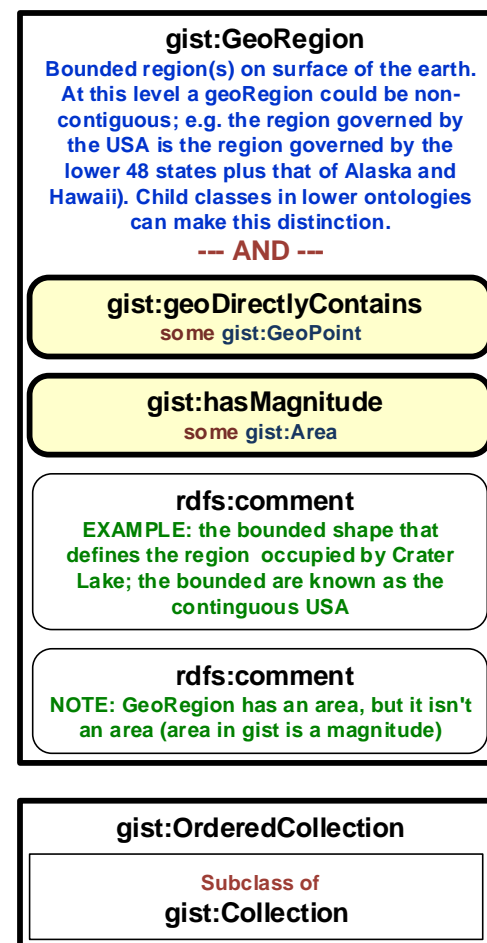 gist:GeoRegion
Bounded region(s) on surface of the earth.
At this level a geoRegion could be non-
contiguous; e.g. the region governed by
the USA is the region governed by the
lower 48 states plus that of Alaska and
Hawaii). Child classes in lower ontologies
can make this distinction.
--- AND ---
gist:geoDirectlyContains
some gist:GeoPoint
gist:hasMagnitude
some gist:Area
rdfs:comment
EXAMPLE: the bounded shape that
defines the region occupied by Crater
Lake; the bounded are known as the
continguous USA
rdfs:comment
NOTE: GeoRegion has an area, but it isn't
an area (area in gist is a magnitude)
gist:OrderedCollection
Subclass of
gist:Collection